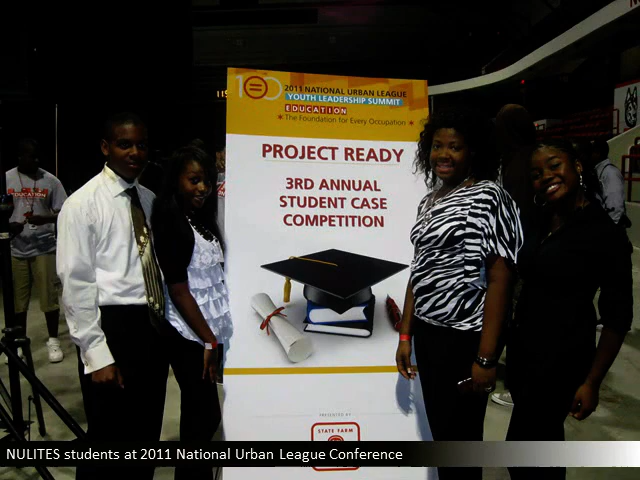 100
2011 NATIONAL URBAN LEAGUE
YOUTH LEADERSHIP SUMMIT
EDUCATION
* The Foundation for Every Occupation *
PROJECT READY
3RD ANNUAL
STUDENT CASE
COMPETITION
PRESENTED BY
STATE FARM
EDUCATION
115
NULITES students at 2011 National Urban League Conference